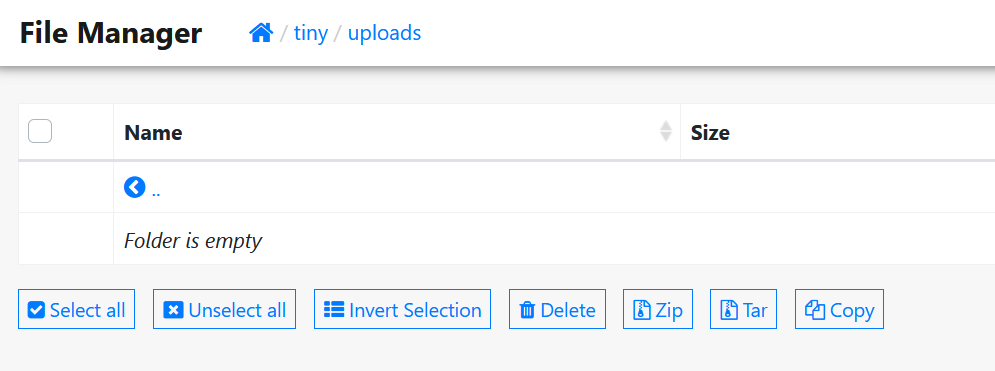 File Manager / tiny / uploads
Name Size
..
Folder is empty
Select all Unselect all Invert Selection Delete Zip Tar Copy